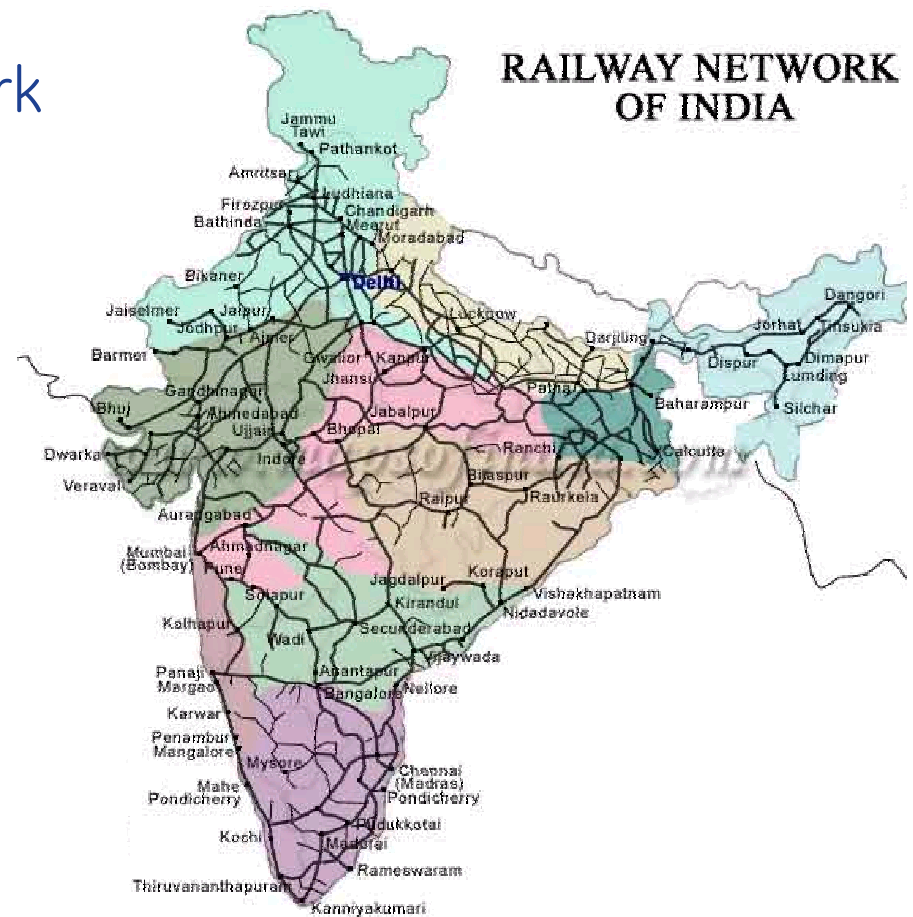 rk
RAILWAY NETWORK
OF INDIA
Jammu
Tawi
Pathankot
Amritsar
Ludhiana
Firozpur
Chandigarh
Bathinda
Meerut
Moradabad
Bikaner
Delhi
Jaiselmer
Jaipur
Lucknow
Dangori
Jodhpur
Ajmer
Darjiling
Jorhat
Tinsukia
Barmer
Gwalior
Kanpur
Dispur
Dimapur
Jhansi
Lumding
Gandhinagar
Patna
Baharampur
Silchar
Bhuj
Ahmedabad
Jabalpur
Ujjain
Bhopal
Ranchi
Calcutta
Dwarka
Indore
Bilaspur
Veraval
Raipur
Raurkela
Aurangabad
Mumbai
(Bombay)
Ahmadnagar
Pune
Jagdalpur
Koraput
Solapur
Kirandul
Vishakhapatnam
Nidadavole
Kolhapur
Wadi
Secunderabad
Vijaywada
Panaji
Anantapur
Margao
Bangalore
Nellore
Karwar
Penambur
Mangalore
Mysore
Chennai
(Madras)
Mahe
Pondicherry
Pondicherry
Kochi
Pudukkotai
Madurai
Rameswaram
Thiruvananthapuram
Kanniyakumari